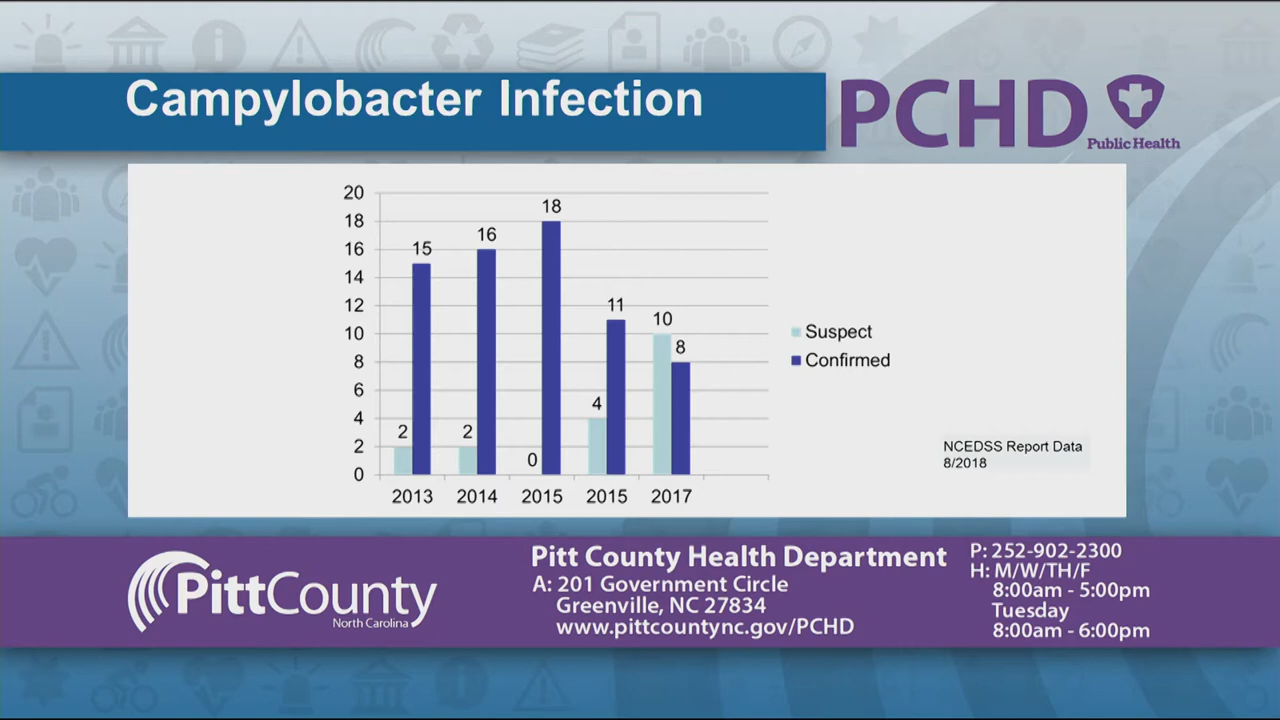 Campylobacter Infection
PCHD
Public Health
20
18
16
14
12
10
8
6
4
2
0
2
15
2
16
0
18
4
11
10
8
2013
2014
2015
2015
2017
Suspect
Confirmed
NCEDSS Report Data
8/2018
PittCounty
North Carolina
Pitt County Health Department
A: 201 Government Circle
Greenville, NC 27834
www.pittcountync.gov/PCHD
P: 252-902-2300
H: M/W/TH/F
8:00am - 5:00pm
Tuesday
8:00am - 6:00pm